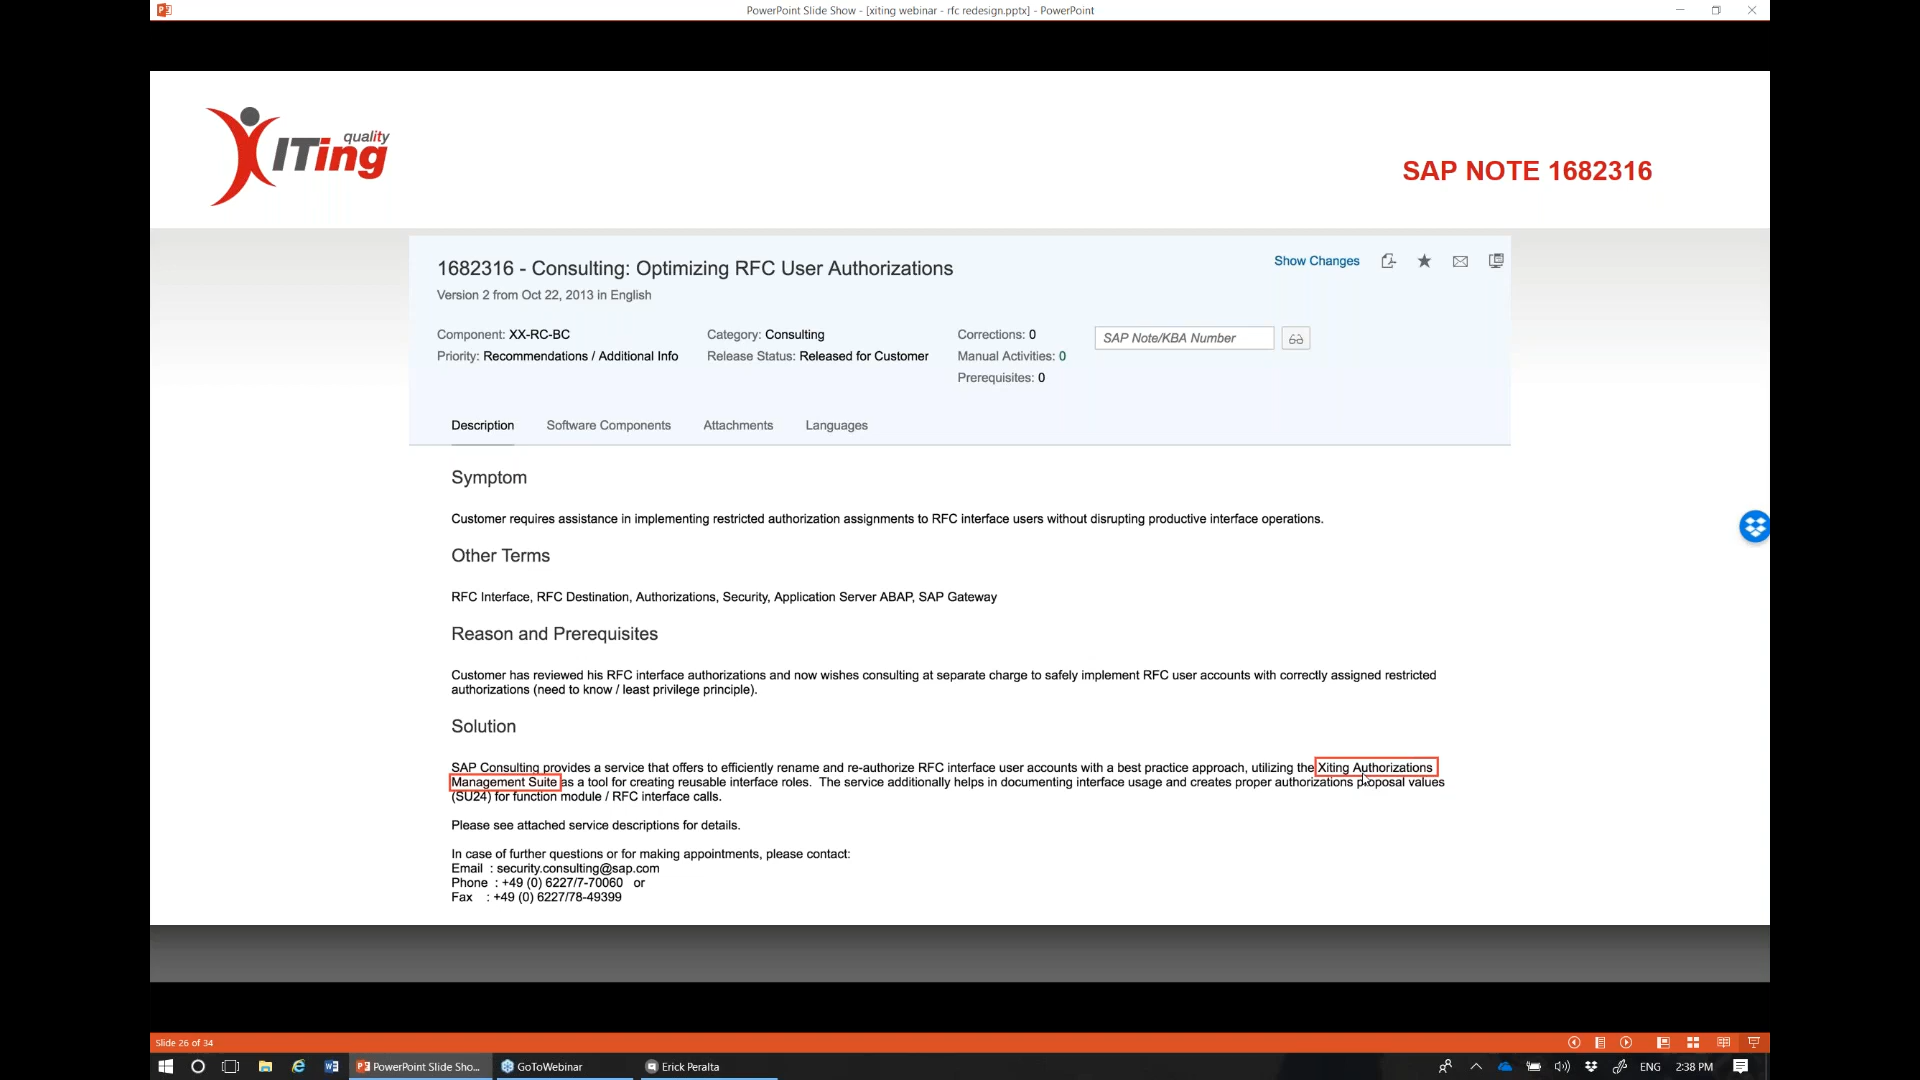 PowerPoint Slide Show - [xiting webinar - rfc redesign.pptx] - PowerPoint
quality
XITing
SAP NOTE 1682316
1682316 - Consulting: Optimizing RFC User Authorizations
Show Changes
Version 2 from Oct 22, 2013 in English
Component: XX-RC-BC
Category: Consulting
Corrections: 0
SAP Note/KBA Number
Priority: Recommendations / Additional Info
Release Status: Released for Customer
Manual Activities: 0
Prerequisites: 0
Description
Software Components
Attachments
Languages
Symptom
Customer requires assistance in implementing restricted authorization assignments to RFC interface users without disrupting productive interface operations.
Other Terms
RFC Interface, RFC Destination, Authorizations, Security, Application Server ABAP, SAP Gateway
Reason and Prerequisites
Customer has reviewed his RFC interface authorizations and now wishes consulting at separate charge to safely implement RFC user accounts with correctly assigned restricted
authorizations (need to know / least privilege principle).
Solution
SAP Consulting provides a service that offers to efficiently rename and re-authorize RFC interface user accounts with a best practice approach, utilizing the Xiting Authorizations
Management Suite as a tool for creating reusable interface roles. The service additionally helps in documenting interface usage and creates proper authorizations proposal values
(SU24) for function module / RFC interface calls.
Please see attached service descriptions for details.
In case of further questions or for making appointments, please contact:
Email : security.consulting@sap.com
Phone : +49 (0) 6227/7-70060 or
Fax : +49 (0) 6227/78-49399
Slide 26 of 34
PowerPoint Slide Sho...
GoToWebinar
Erick Peralta
ENG
2:38 PM